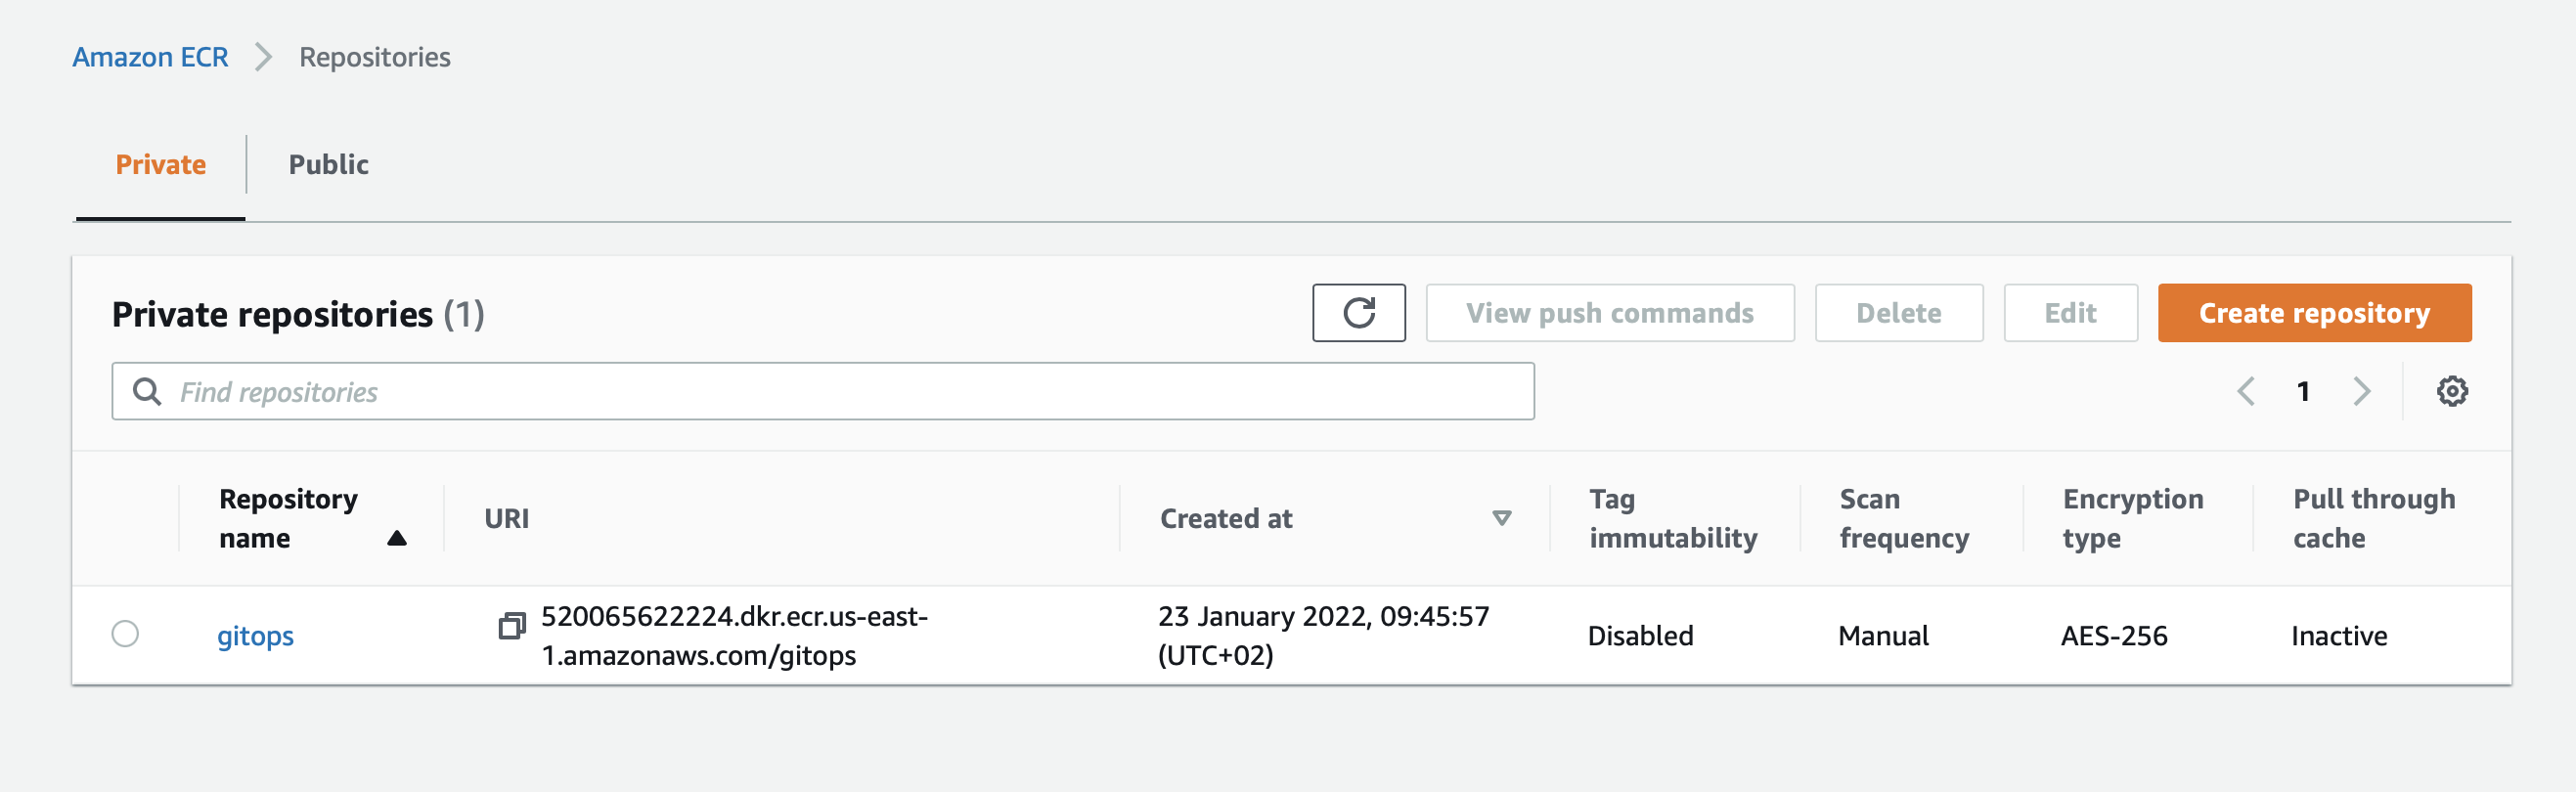 Amazon ECR > Repositories
Private Public
Private repositories (1) View push commands Delete Edit Create repository
Find repositories 1
Repository name URI Created at Tag immutability Scan frequency Encryption type Pull through cache
gitops
520065622224.dkr.ecr.us-east-
1.amazonaws.com/gitops
23 January 2022, 09:45:57
(UTC+02)
Disabled Manual AES-256 Inactive